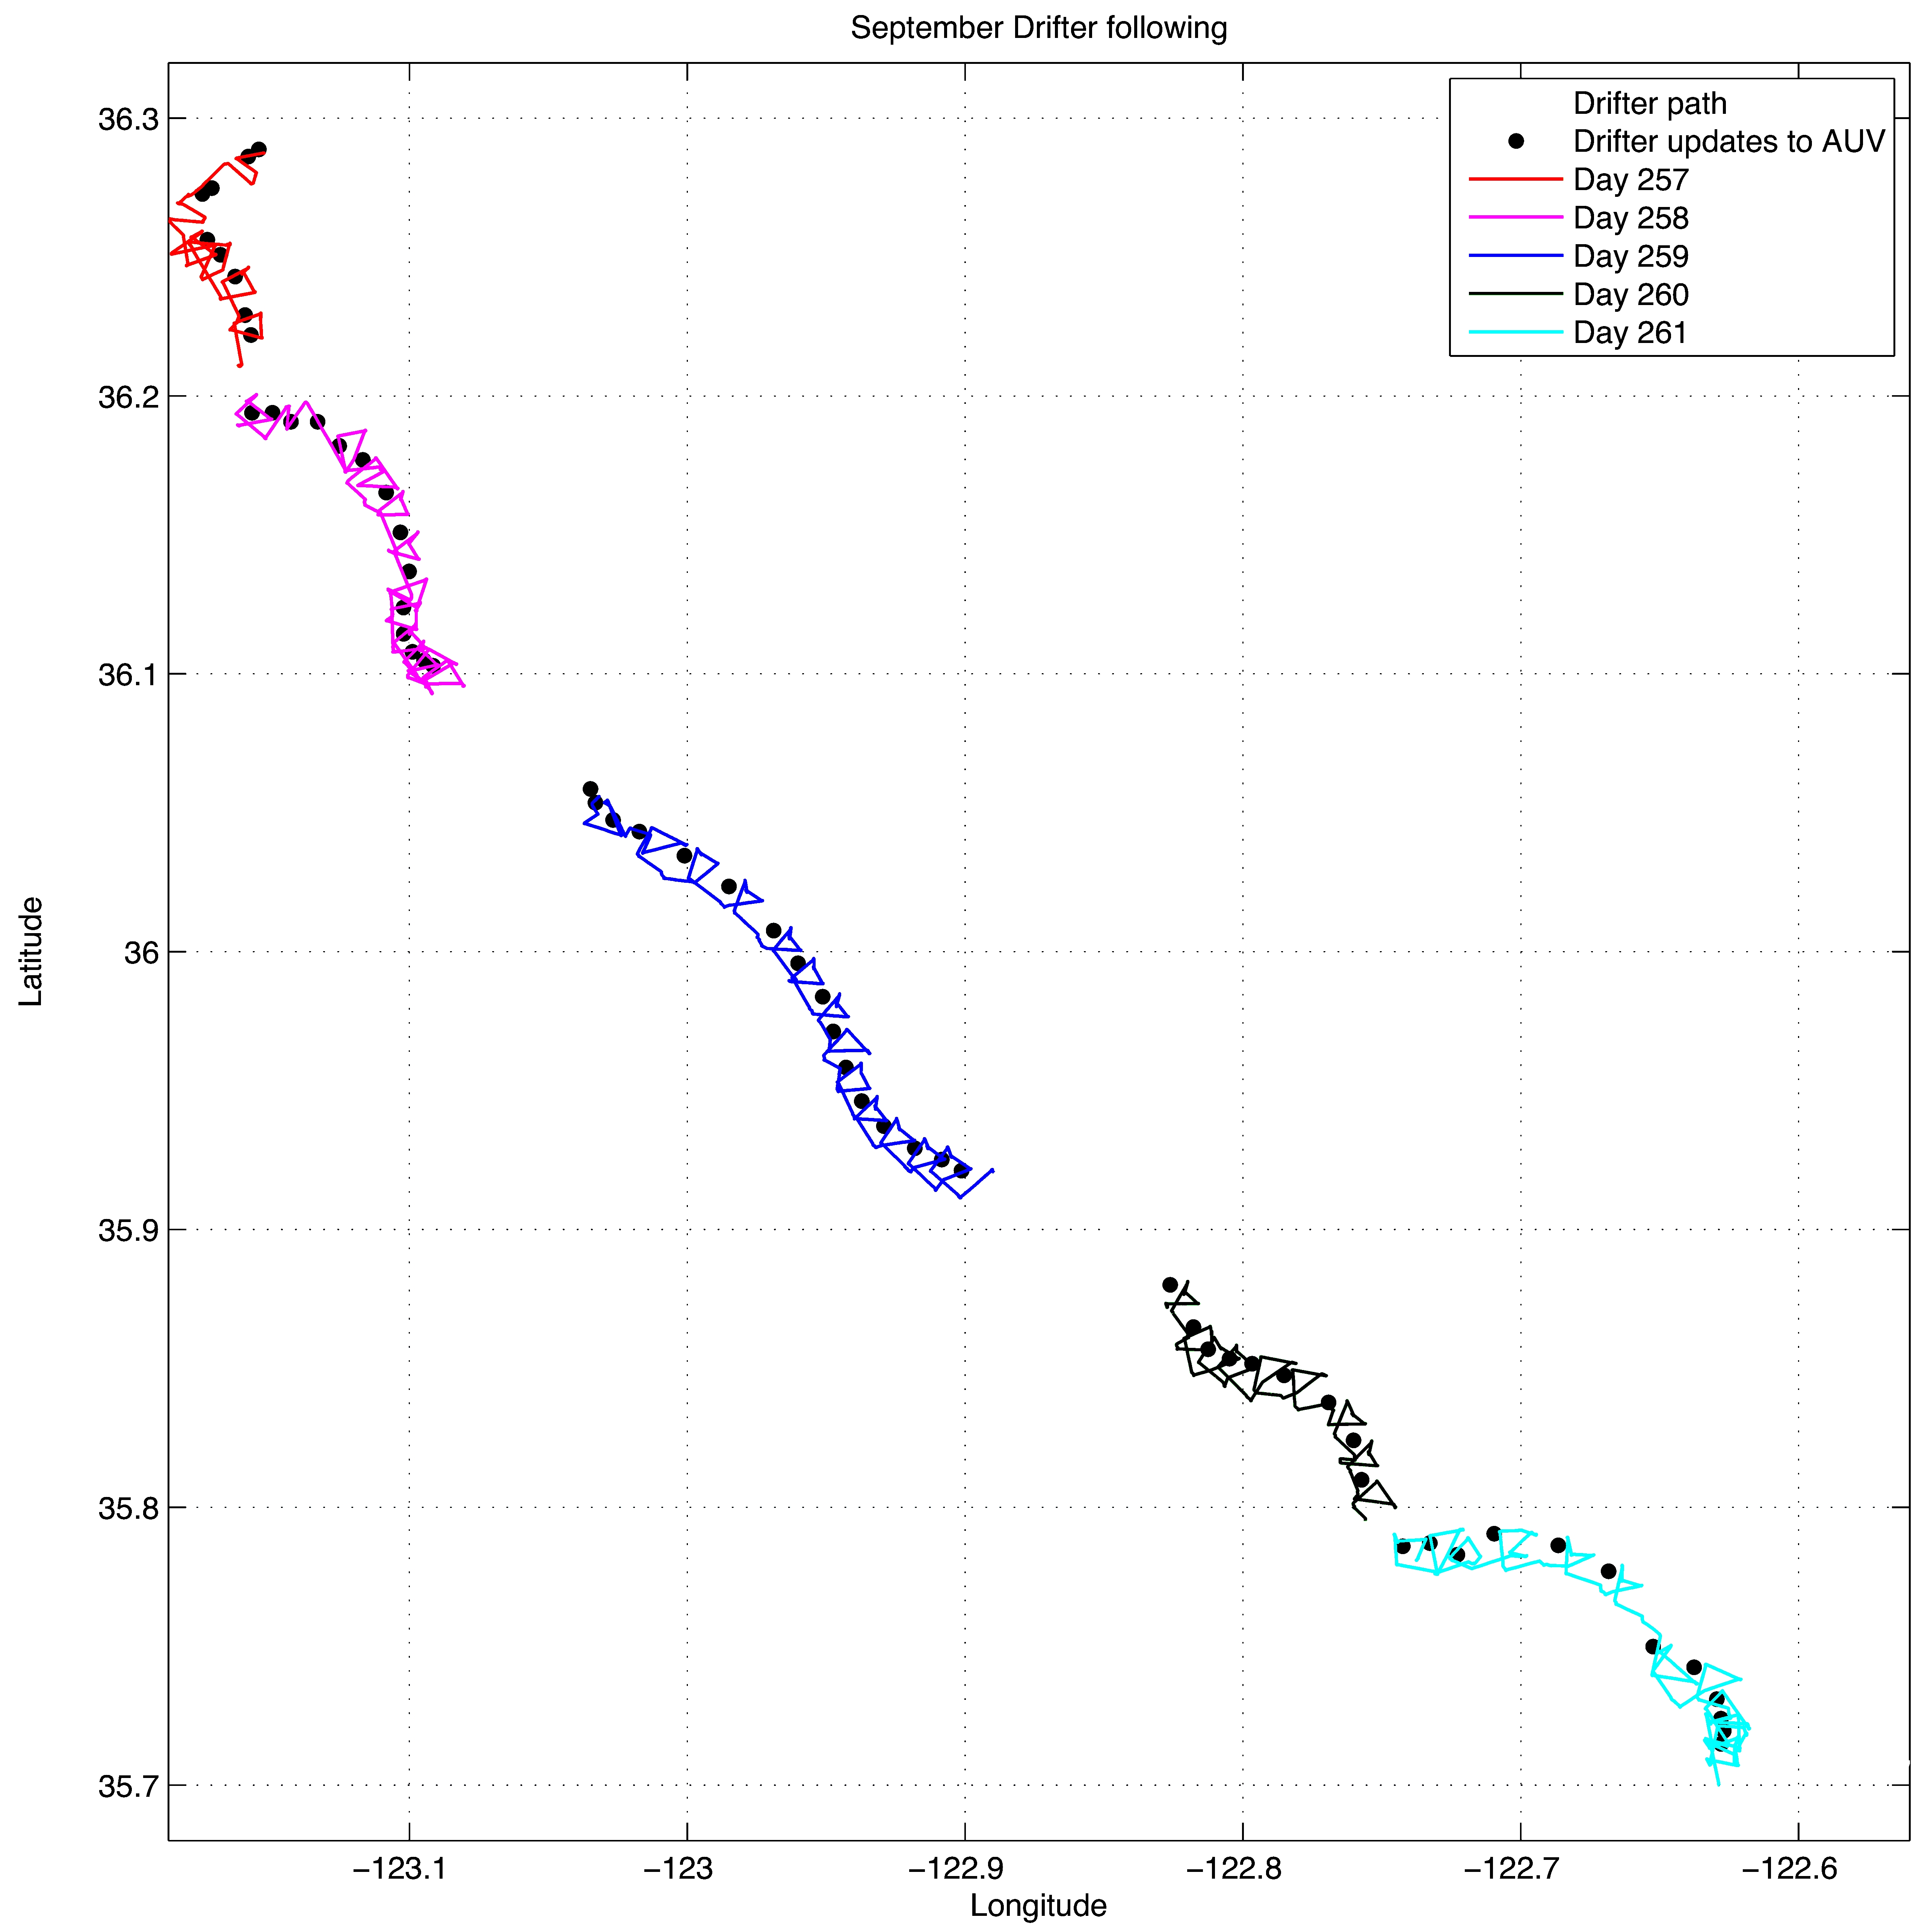 September Drifter following
Drifter path
Drifter updates to AUV
Day 257
Day 258
Day 259
Day 260
Day 261
36.3
36.2
36.1
36
35.9
35.8
35.7
Latitude
−123.1
−123
−122.9
−122.8
−122.7
−122.6
Longitude